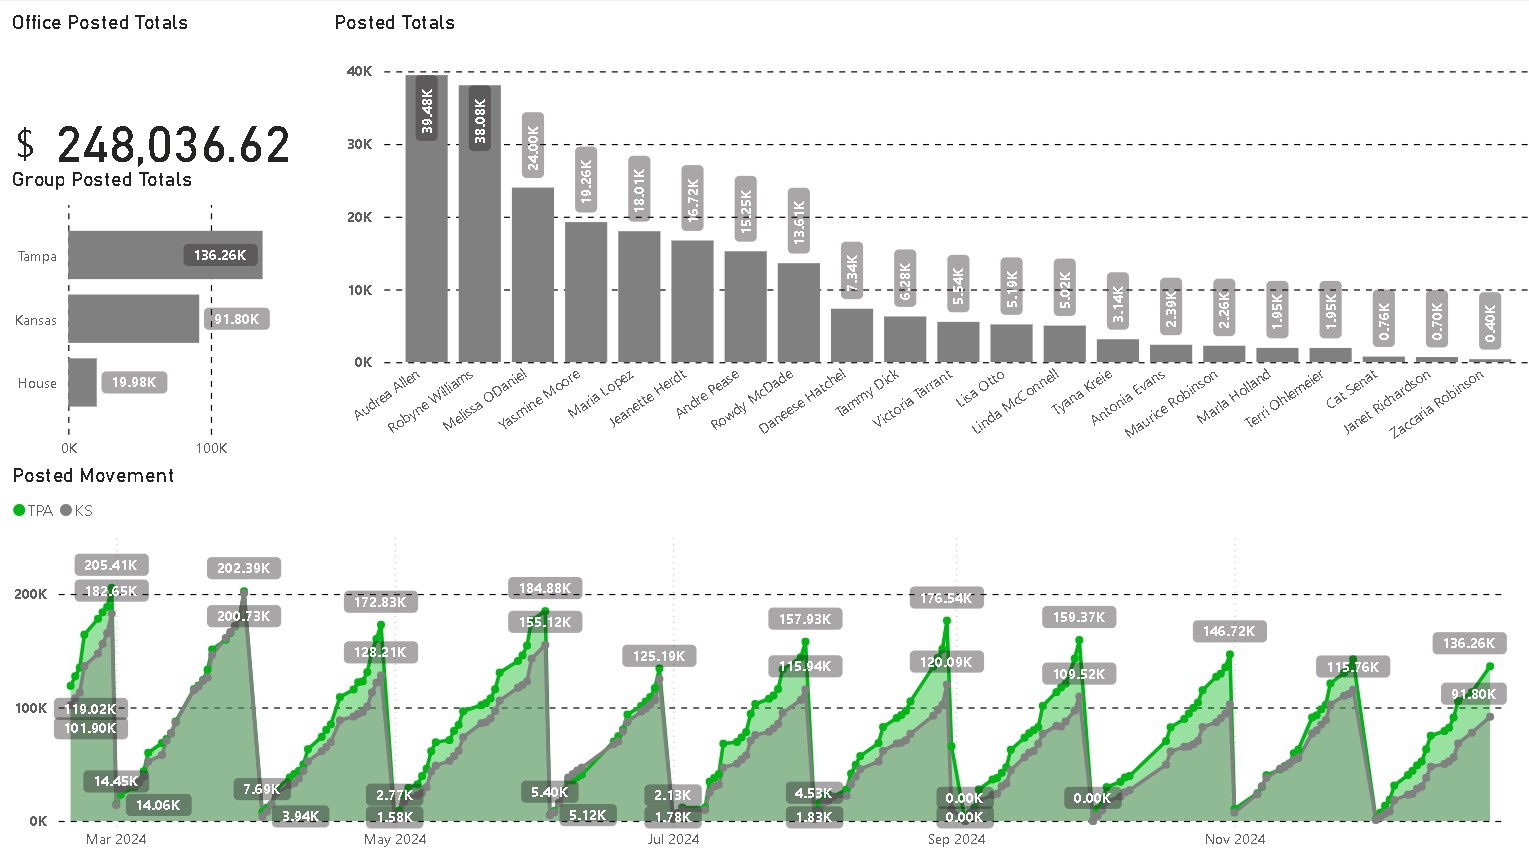 Office Posted Totals
$ 248,036.62
Group Posted Totals
Tampa 136.26K
Kansas 91.80K
House 19.98K
0K 100K
Posted Totals
40K
30K
20K
10K
0K
39.48K
38.08K
24.00K
19.26K
18.01K
16.72K
15.25K
13.61K
7.34K
6.28K
5.54K
5.19K
5.02K
3.14K
2.39K
2.26K
1.95K
1.95K
0.76K
0.70K
0.40K
Audrea Allen
Robyne Williams
Melissa ODaniel
Yasmine Moore
Maria Lopez
Jeanette Herdt
Andre Pease
Rowdy McDade
Daneese Hatchel
Tammy Dick
Victoria Tarrant
Lisa Otto
Linda McConnell
Tyana Kreie
Antonia Evans
Maurice Robinson
Marla Holland
Terri Ohlemeier
Cat Senat
Janet Richardson
Zaccaria Robinson
Posted Movement
TPA KS
200K
100K
0K
205.41K
182.65K
119.02K
101.90K
14.45K
14.06K
202.39K
200.73K
7.69K
3.94K
172.83K
128.21K
2.77K
1.58K
184.88K
155.12K
5.40K
5.12K
125.19K
2.13K
1.78K
157.93K
115.94K
4.53K
1.83K
176.54K
120.09K
0.00K
0.00K
159.37K
109.52K
0.00K
146.72K
115.76K
136.26K
91.80K
Mar 2024 May 2024 Jul 2024 Sep 2024 Nov 2024